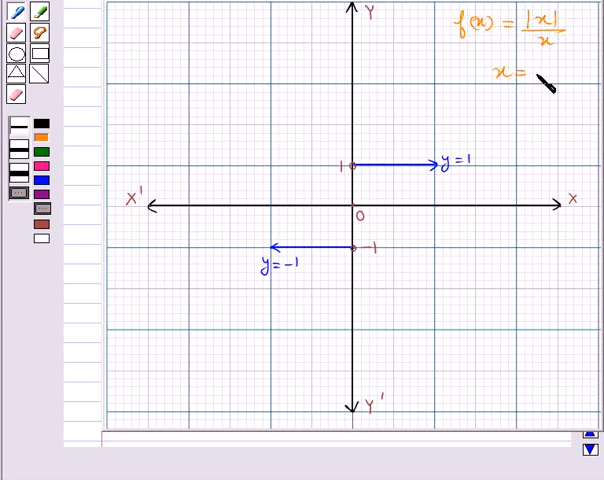 Y
f(x) = |x|/x
x =
1
y=1
X'
X
0
-1
y=-1
Y'